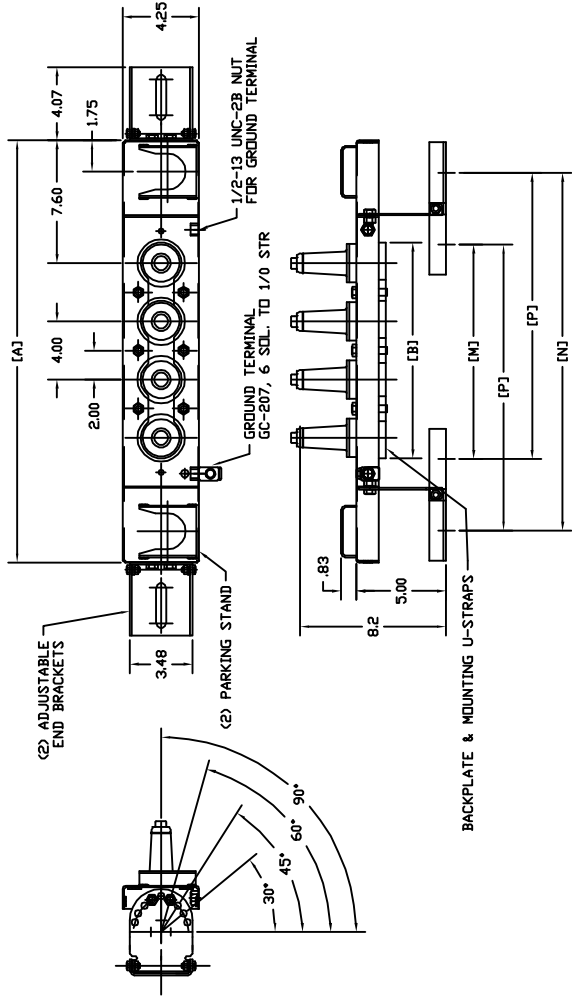 [A]
4.07
4.25
7.60
1.75
4.00
2.00
3.48
(2) ADJUSTABLE
END BRACKETS
(2) PARKING STAND
GROUND TERMINAL
GC-207, 6 SOL. TO 1/0 STR
1/2-13 UNC-2B NUT
FOR GROUND TERMINAL
.83
5.00
8.2
[B]
[M]
[P]
[P]
[N]
BACKPLATE & MOUNTING U-STRAPS
30°
45°
60°
90°